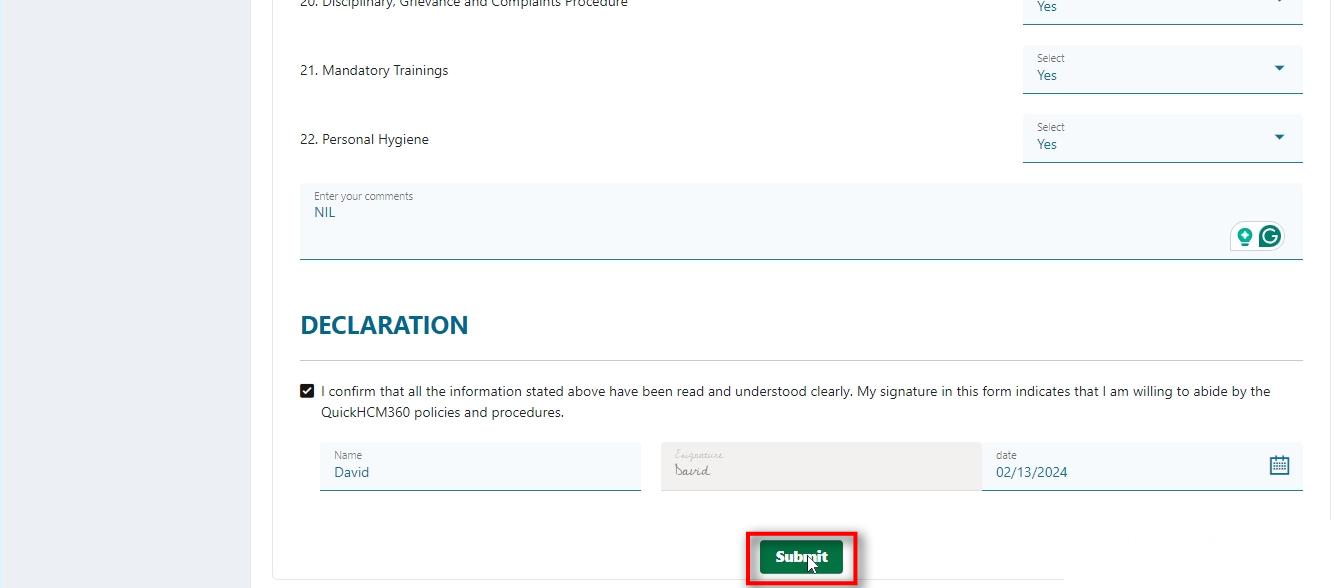 20. Disciplinary, Grievance and Complaints Procedure
Yes
21. Mandatory Trainings
Select
Yes
22. Personal Hygiene
Select
Yes
Enter your comments
NIL
DECLARATION
I confirm that all the information stated above have been read and understood clearly. My signature in this form indicates that I am willing to abide by the
QuickHCM360 policies and procedures.
Name
David
Esignature
David
date
02/13/2024
Submit